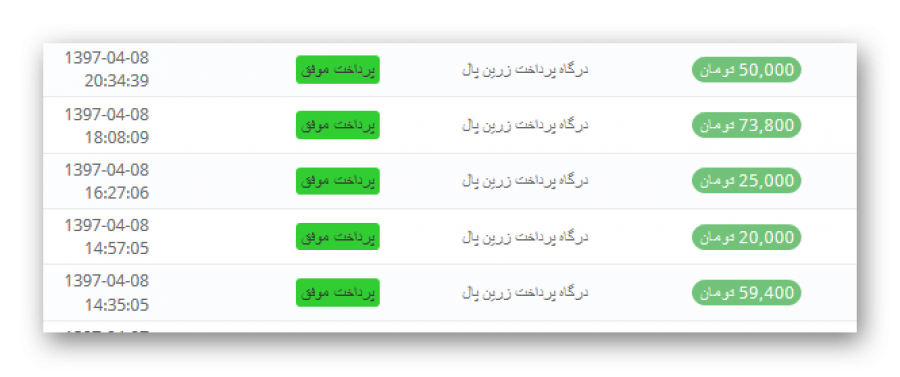 50,000 تومان
درگاه پرداخت زرین پال
پرداخت موفق
1397-04-08
20:34:39
73,800 تومان
درگاه پرداخت زرین پال
پرداخت موفق
1397-04-08
18:08:09
25,000 تومان
درگاه پرداخت زرین پال
پرداخت موفق
1397-04-08
16:27:06
20,000 تومان
درگاه پرداخت زرین پال
پرداخت موفق
1397-04-08
14:57:05
59,400 تومان
درگاه پرداخت زرین پال
پرداخت موفق
1397-04-08
14:35:05